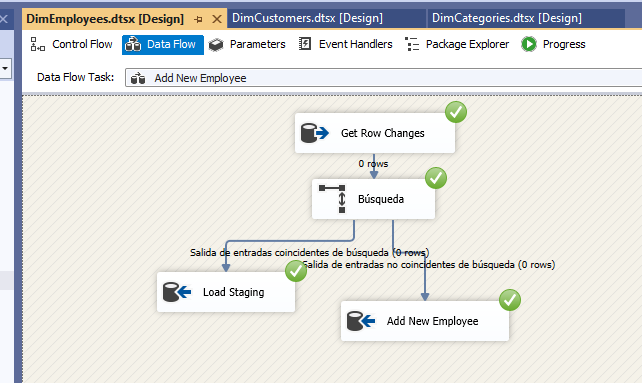 DimEmployees.dtsx [Design] DimCustomers.dtsx [Design] DimCategories.dtsx [Design]
Control Flow Data Flow Parameters Event Handlers Package Explorer Progress
Data Flow Task: Add New Employee
Get Row Changes
0 rows
Búsqueda
Salida de entradas coincidentes de búsqueda (0 rows)
Salida de entradas no coincidentes de búsqueda (0 rows)
Load Staging
Add New Employee